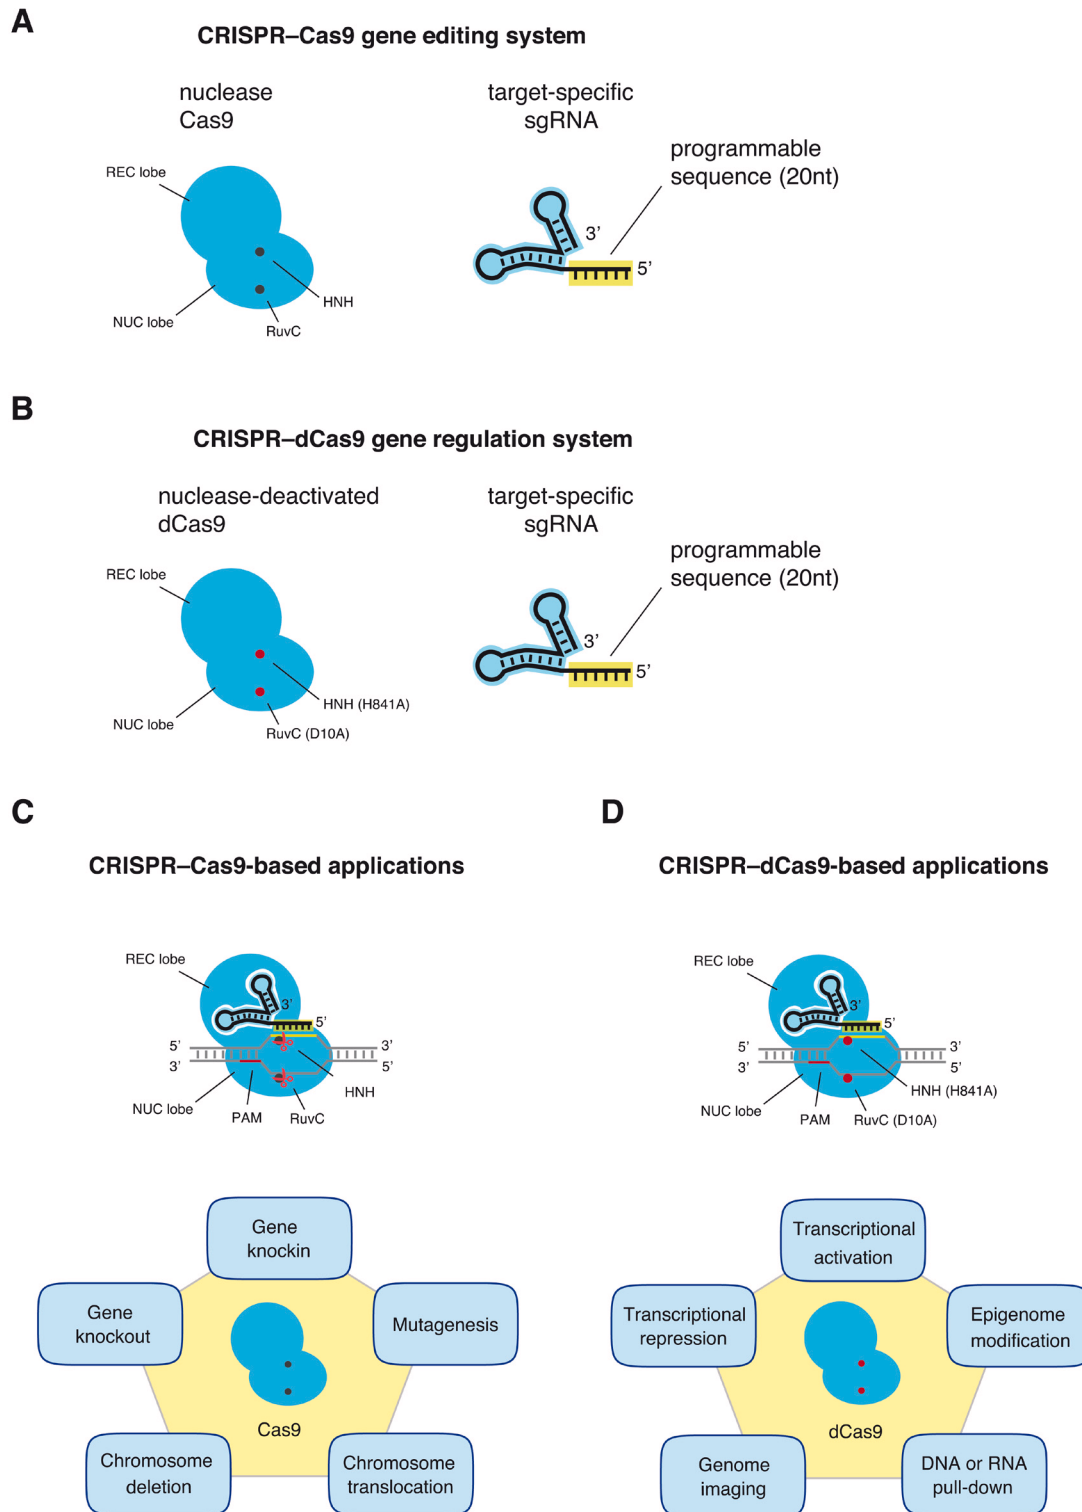 A
CRISPR–Cas9 gene editing system
nuclease
Cas9
target-specific
sgRNA
programmable
sequence (20nt)
REC lobe
3’
5’
HNH
NUC lobe
RuvC
B
CRISPR–dCas9 gene regulation system
nuclease-deactivated
dCas9
target-specific
sgRNA
programmable
sequence (20nt)
REC lobe
3’
5’
HNH (H841A)
NUC lobe
RuvC (D10A)
C
CRISPR–Cas9-based applications
REC lobe
3’
5’
5’
3’
3’
5’
HNH
NUC lobe
PAM
RuvC
Gene
knockin
Gene
knockout
Mutagenesis
Cas9
Chromosome
deletion
Chromosome
translocation
D
CRISPR–dCas9-based applications
REC lobe
3’
5’
5’
3’
3’
5’
HNH (H841A)
NUC lobe
PAM
RuvC (D10A)
Transcriptional
activation
Transcriptional
repression
Epigenome
modification
dCas9
Genome
imaging
DNA or RNA
pull-down